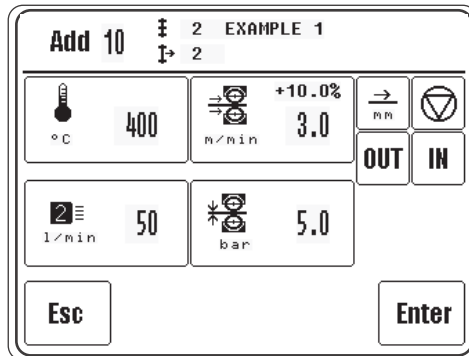 Add 10
2 EXAMPLE 1
2
°C
400
+10.0%
m/min
3.0
mm
OUT
IN
2
l/min
50
bar
5.0
Esc
Enter